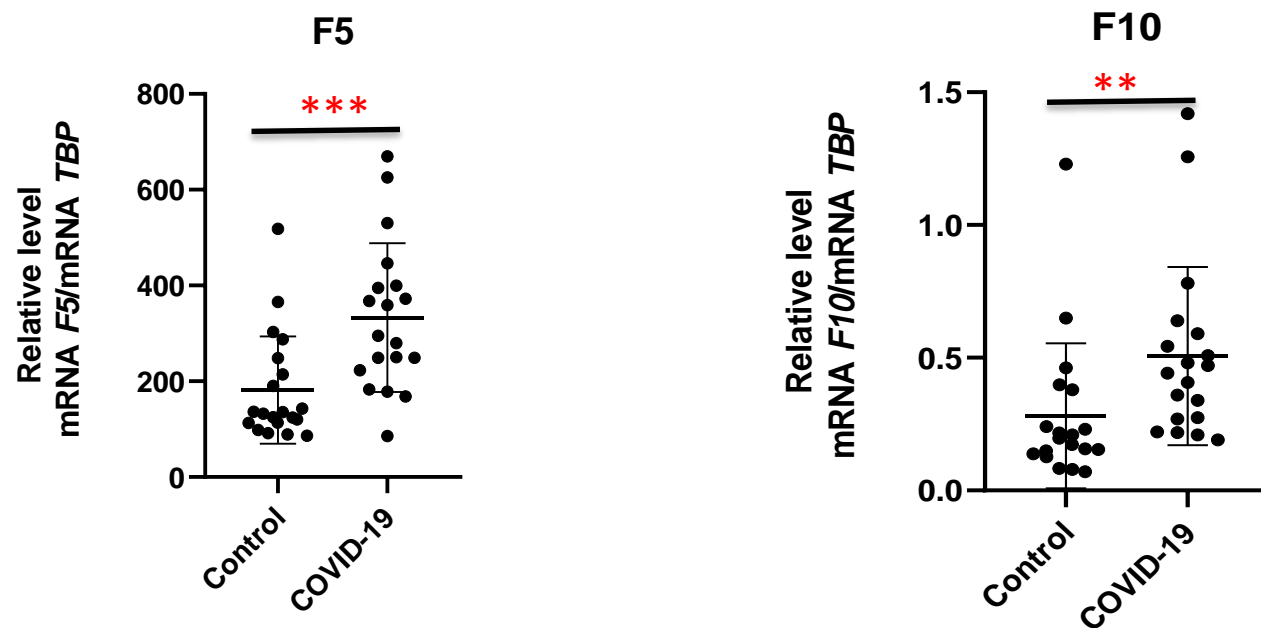 F5
***
Relative level
mRNA F5/mRNA TBP
800
600
400
200
0
Control
COVID-19
F10
**
Relative level
mRNA F10/mRNA TBP
1.5
1.0
0.5
0.0
Control
COVID-19